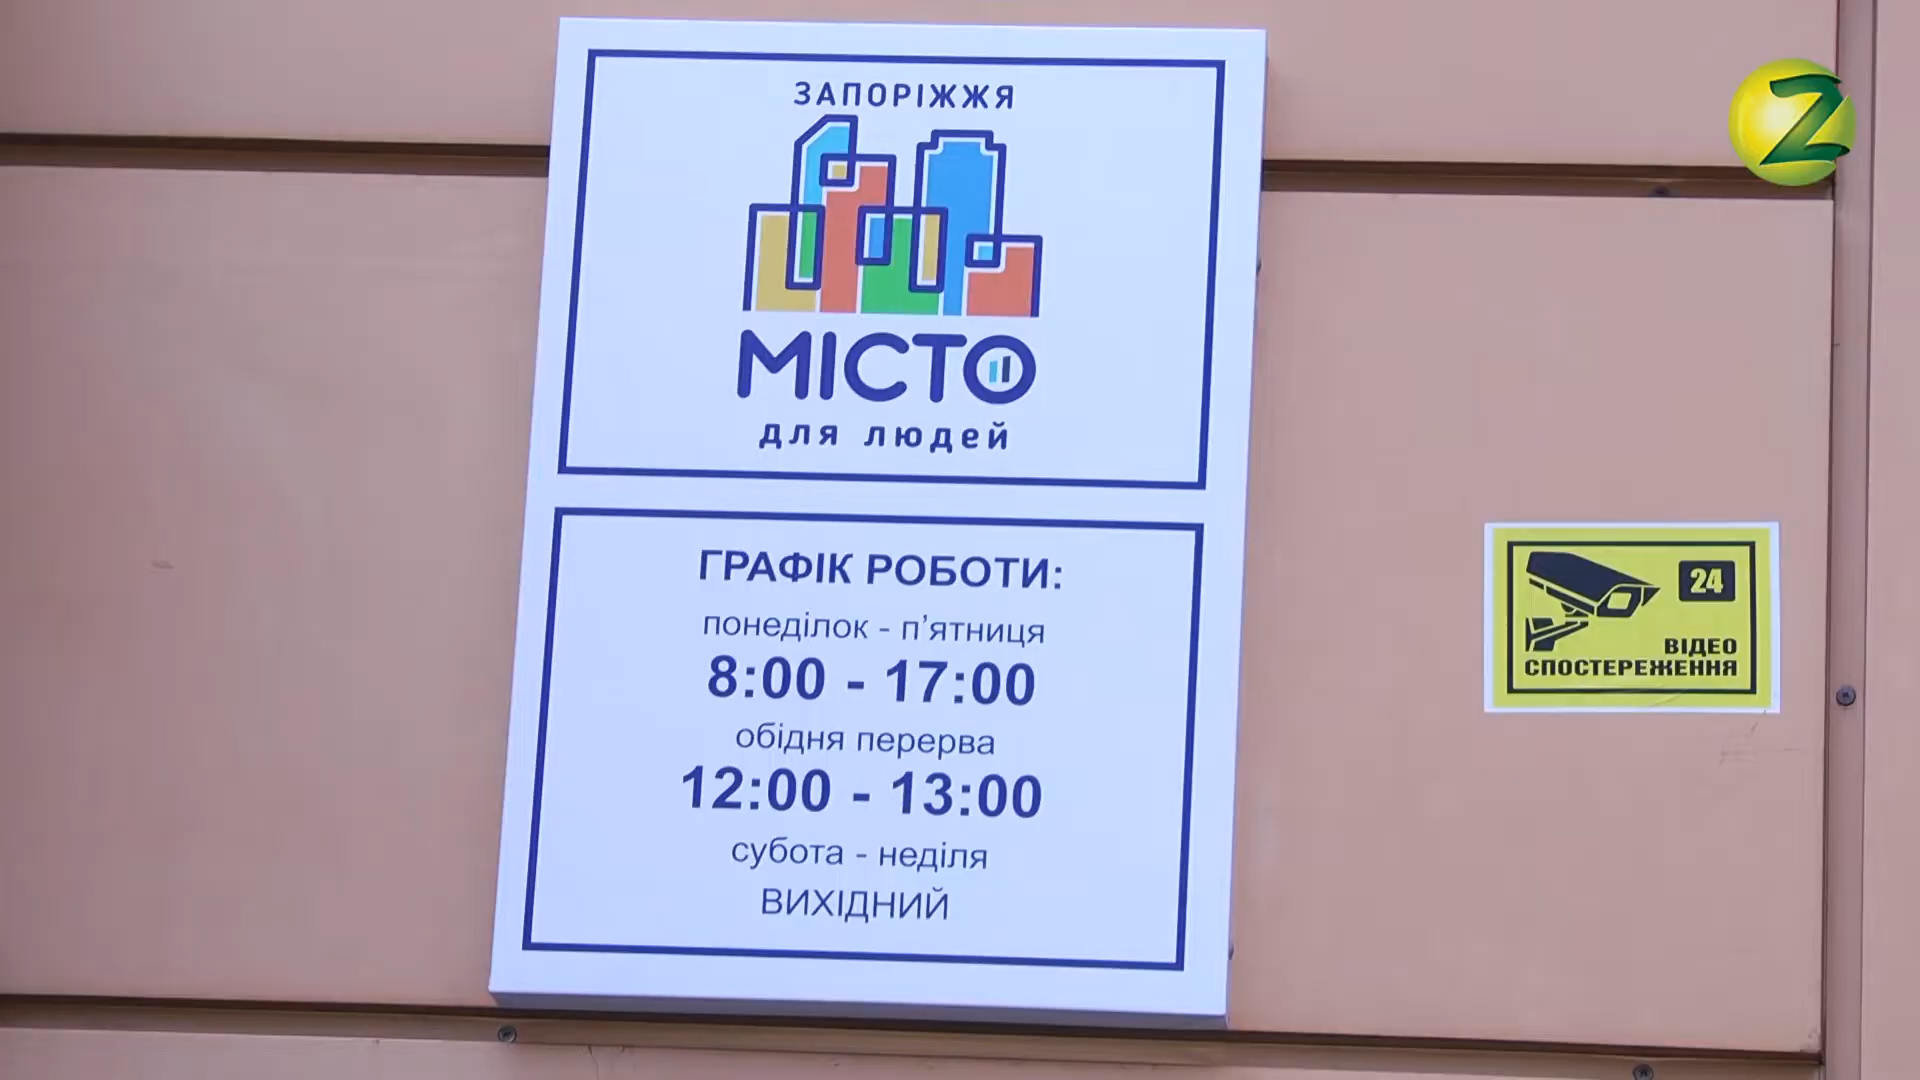 ЗАПОРІЖЖЯ
МІСТО
для людей
ГРАФІК РОБОТИ:
понеділок - п’ятниця
8:00 - 17:00
обідня перерва
12:00 - 13:00
субота - неділя
ВИХІДНИЙ
Z
24
ВІДЕО
СПОСТЕРЕЖЕННЯ